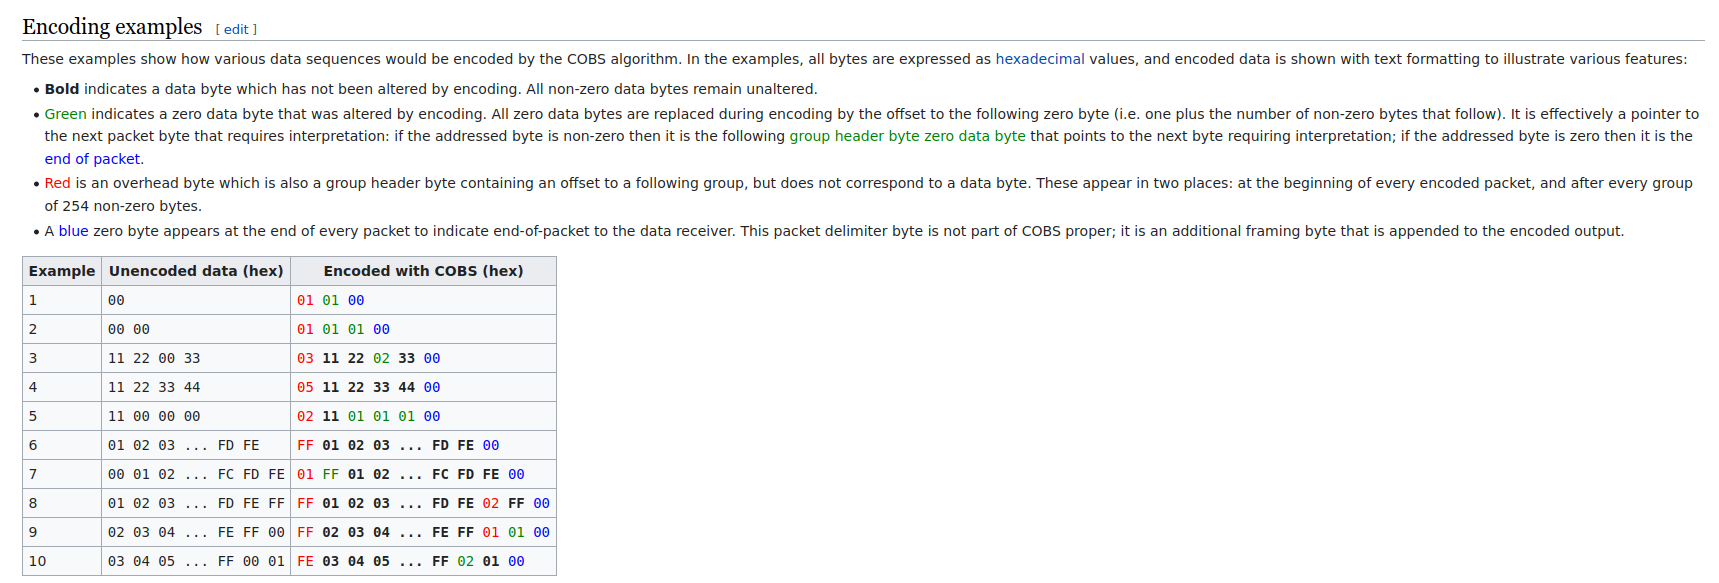 Encoding examples [ edit ]
These examples show how various data sequences would be encoded by the COBS algorithm. In the examples, all bytes are expressed as hexadecimal values, and encoded data is shown with text formatting to illustrate various features:
• Bold indicates a data byte which has not been altered by encoding. All non-zero data bytes remain unaltered.
• Green indicates a zero data byte that was altered by encoding. All zero data bytes are replaced during encoding by the offset to the following zero byte (i.e. one plus the number of non-zero bytes that follow). It is effectively a pointer to
the next packet byte that requires interpretation: if the addressed byte is non-zero then it is the following group header byte zero data byte that points to the next byte requiring interpretation; if the addressed byte is zero then it is the
end of packet.
• Red is an overhead byte which is also a group header byte containing an offset to a following group, but does not correspond to a data byte. These appear in two places: at the beginning of every encoded packet, and after every group
of 254 non-zero bytes.
• A blue zero byte appears at the end of every packet to indicate end-of-packet to the data receiver. This packet delimiter byte is not part of COBS proper; it is an additional framing byte that is appended to the encoded output.
Example Unencoded data (hex) Encoded with COBS (hex)
1 00 01 01 00
2 00 00 01 01 01 00
3 11 22 00 33 03 11 22 02 33 00
4 11 22 33 44 05 11 22 33 44 00
5 11 00 00 00 02 11 01 01 01 00
6 01 02 03 ... FD FE FF 01 02 03 ... FD FE 00
7 00 01 02 ... FC FD FE 01 FF 01 02 ... FC FD FE 00
8 01 02 03 ... FD FE FF FF 01 02 03 ... FD FE 02 FF 00
9 02 03 04 ... FE FF 00 FF 02 03 04 ... FE FF 01 01 00
10 03 04 05 ... FF 00 01 FE 03 04 05 ... FF 02 01 00